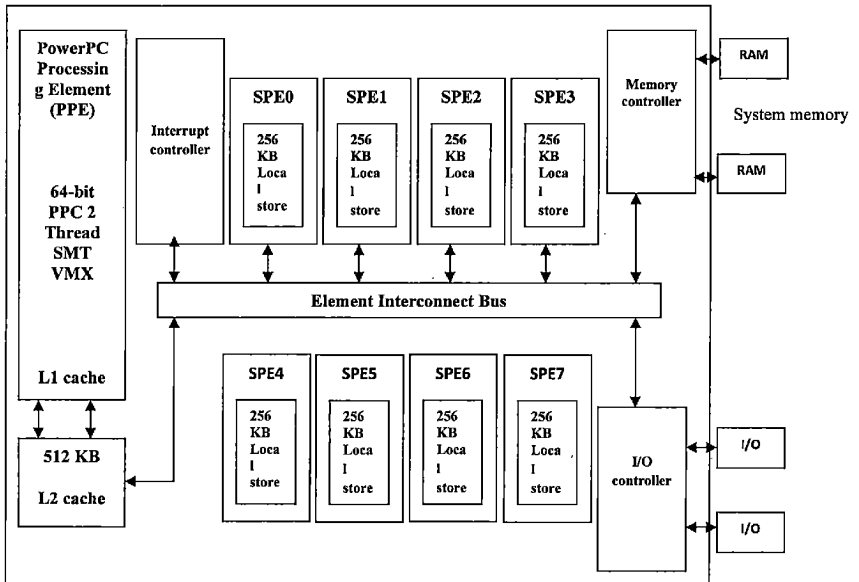 PowerPC
Processin
g Element
(PPE)
64-bit
PPC 2
Thread
SMT
VMX
L1 cache
512 KB
L2 cache
Interrupt
controller
SPE0
256
KB
Loca
l
store
SPE1
256
KB
Loca
l
store
SPE2
256
KB
Loca
l
store
SPE3
256
KB
Loca
l
store
Memory
controller
RAM
System memory
RAM
Element Interconnect Bus
SPE4
256
KB
Loca
l
store
SPE5
256
KB
Loca
l
store
SPE6
256
KB
Loca
l
store
SPE7
256
KB
Loca
l
store
I/O
controller
I/O
I/O